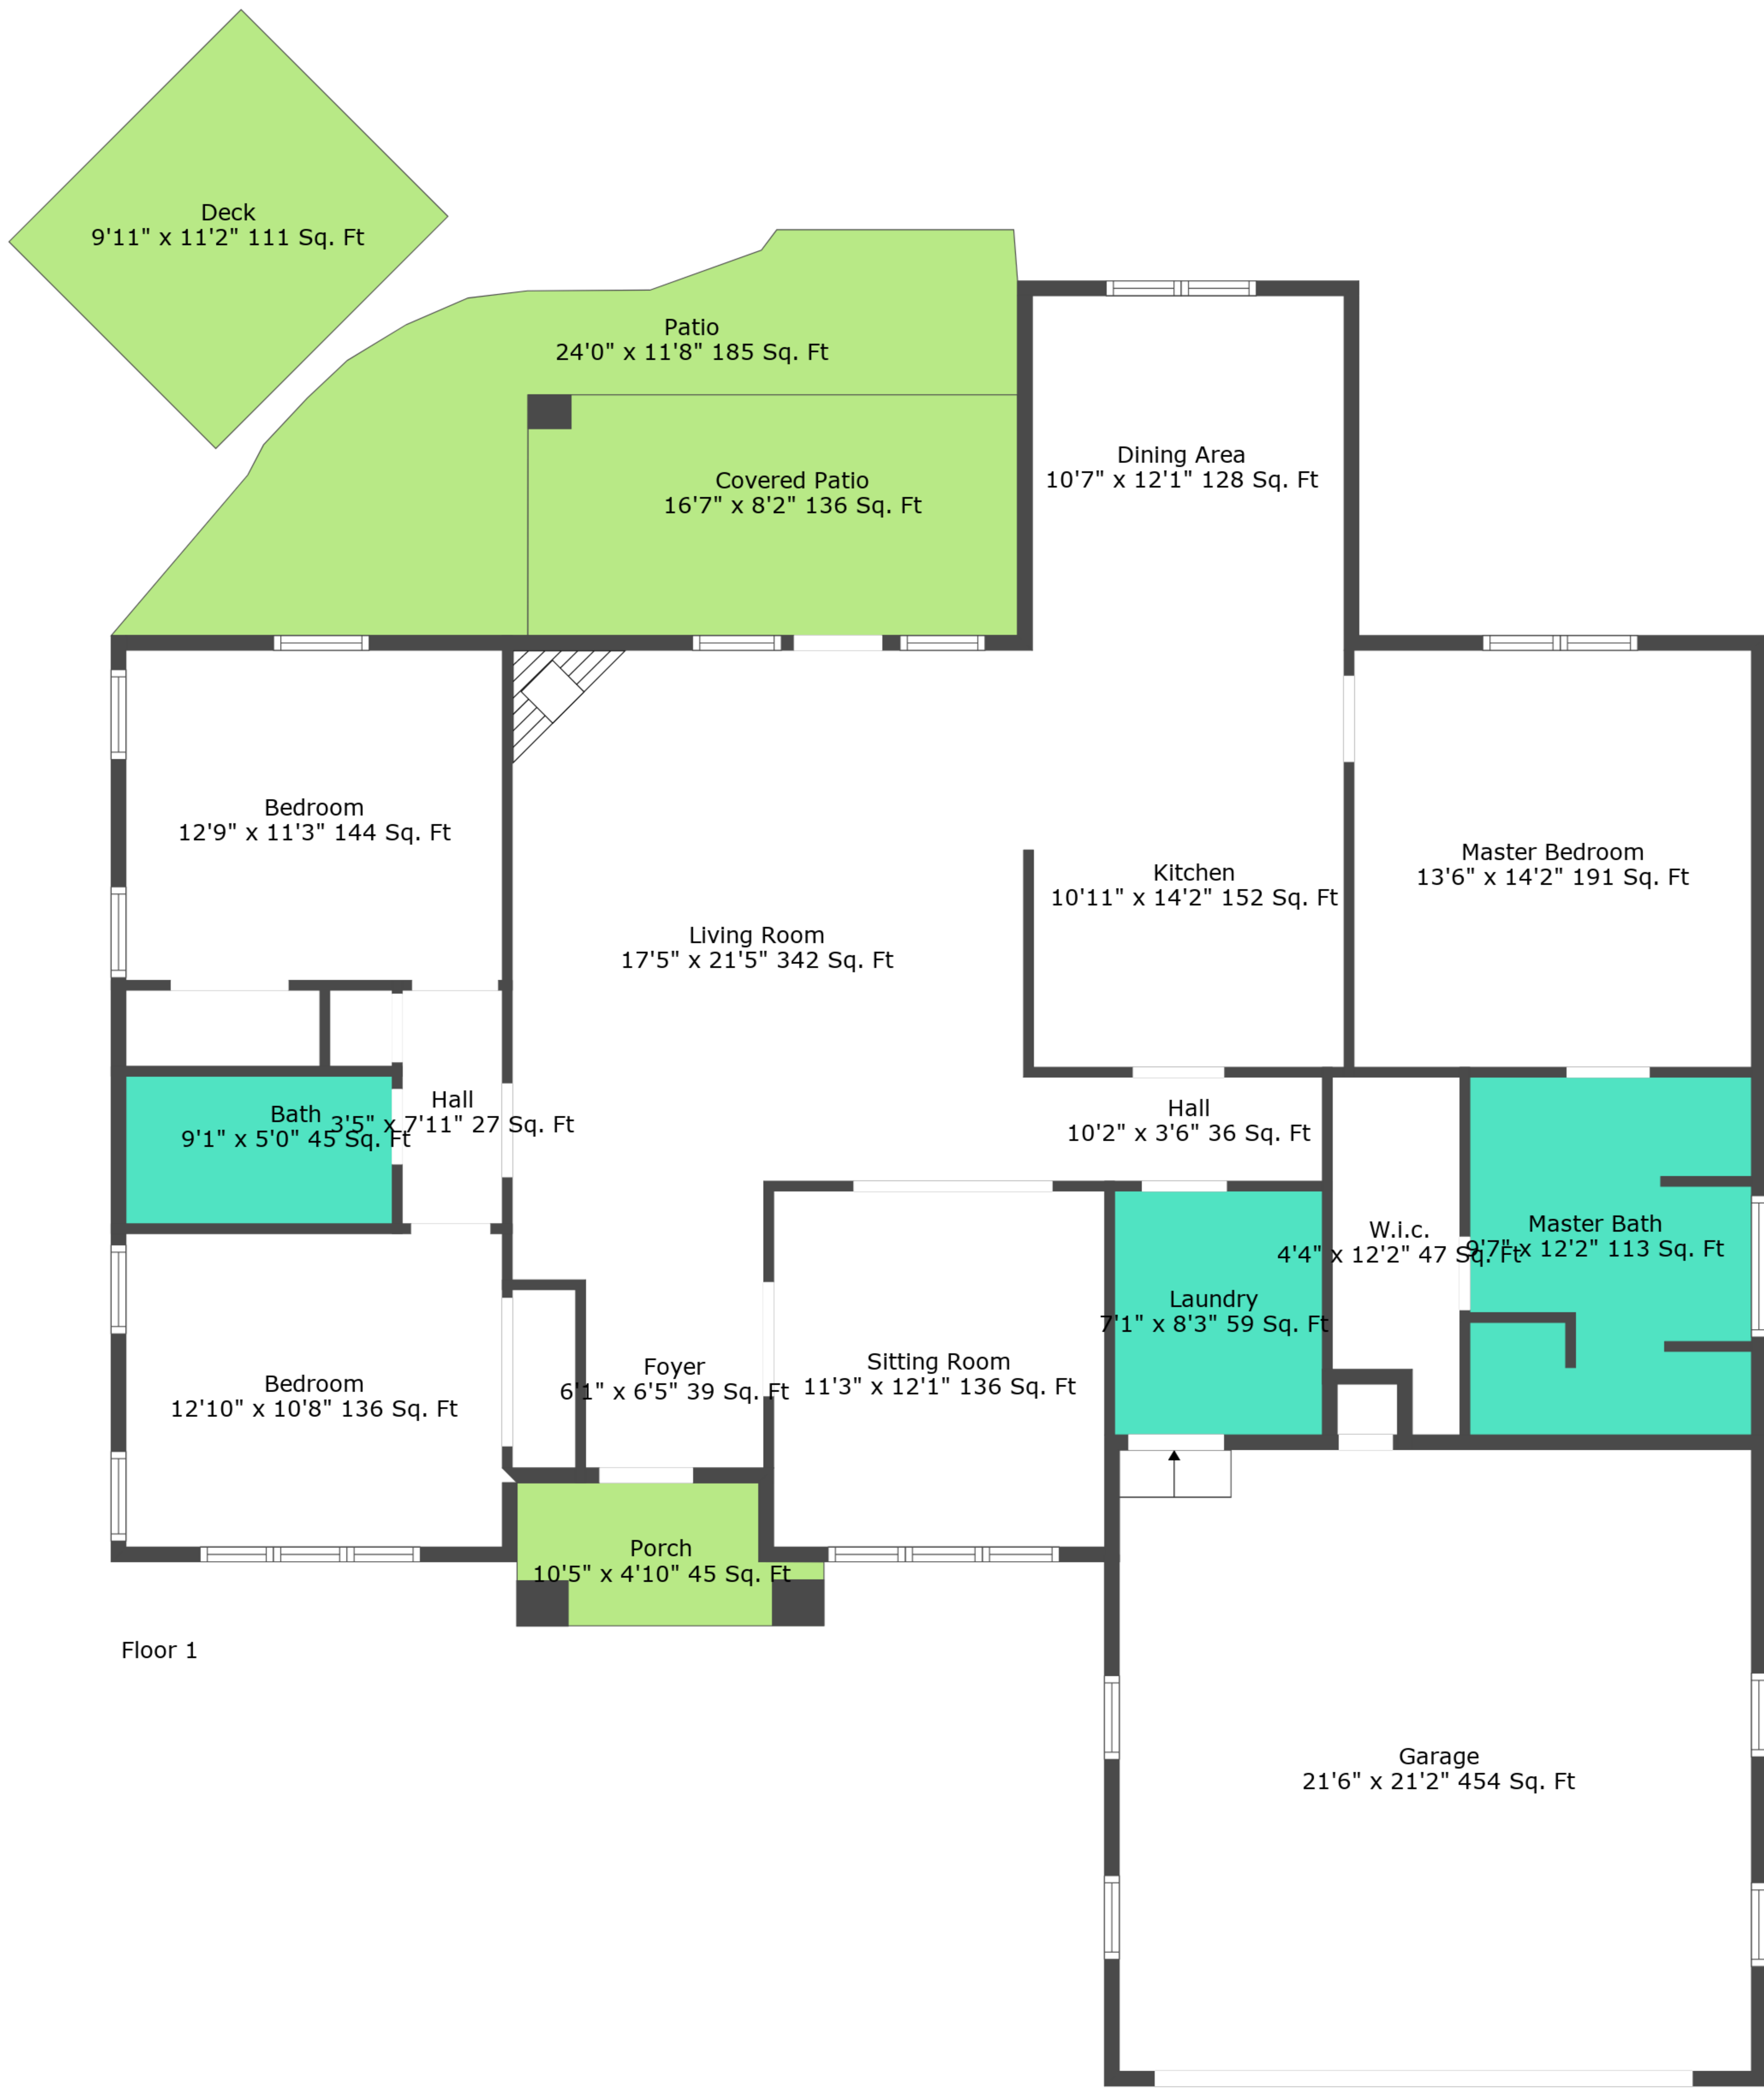 Deck
9'11" x 11'2" 111 Sq. Ft
Patio
24'0" x 11'8" 185 Sq. Ft
Covered Patio
16'7" x 8'2" 136 Sq. Ft
Dining Area
10'7" x 12'1" 128 Sq. Ft
Bedroom
12'9" x 11'3" 144 Sq. Ft
Living Room
17'5" x 21'5" 342 Sq. Ft
Kitchen
10'11" x 14'2" 152 Sq. Ft
Master Bedroom
13'6" x 14'2" 191 Sq. Ft
Bath
9'1" x 5'0" 45 Sq. Ft
Hall
3'5" x 7'11" 27 Sq. Ft
Hall
10'2" x 3'6" 36 Sq. Ft
W.i.c.
4'4" x 12'2" 47 Sq. Ft
Master Bath
9'7" x 12'2" 113 Sq. Ft
Laundry
7'1" x 8'3" 59 Sq. Ft
Bedroom
12'10" x 10'8" 136 Sq. Ft
Foyer
6'1" x 6'5" 39 Sq. Ft
Sitting Room
11'3" x 12'1" 136 Sq. Ft
Porch
10'5" x 4'10" 45 Sq. Ft
Floor 1
Garage
21'6" x 21'2" 454 Sq. Ft